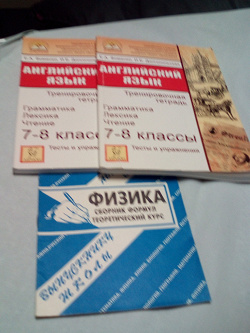 АНГЛИЙСКИЙ
ЯЗЫК
Тренировочная
тетрадь
Грамматика
Лексика
Чтение
7-8 классы
Тесты и упражнения
АНГЛИЙСКИЙ
ЯЗЫК
Тренировочная
тетрадь
Грамматика
Лексика
Чтение
7-8 классы
Тесты и упражнения
ФИЗИКА
СБОРНИК ФОРМУЛ
ТЕОРЕТИЧЕСКИЙ КУРС
ВЫПУСКНИКУ
ШКОЛЫ